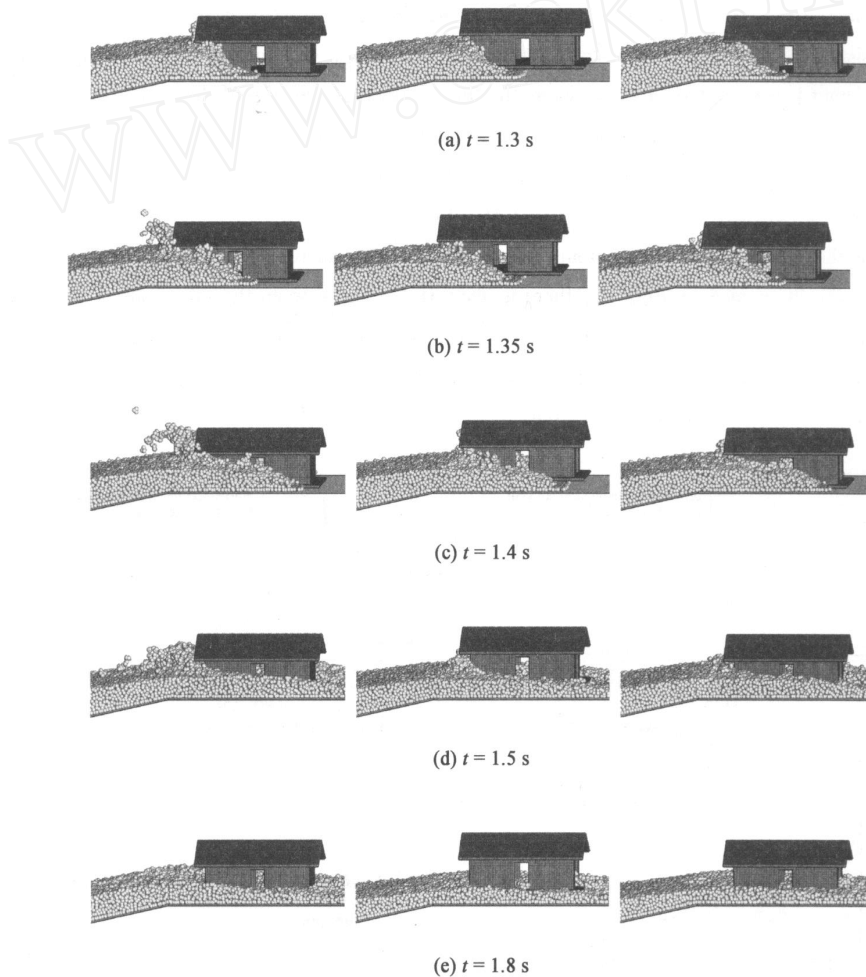 (a) t = 1.3 s
(b) t = 1.35 s
(c) t = 1.4 s
(d) t = 1.5 s
(e) t = 1.8 s